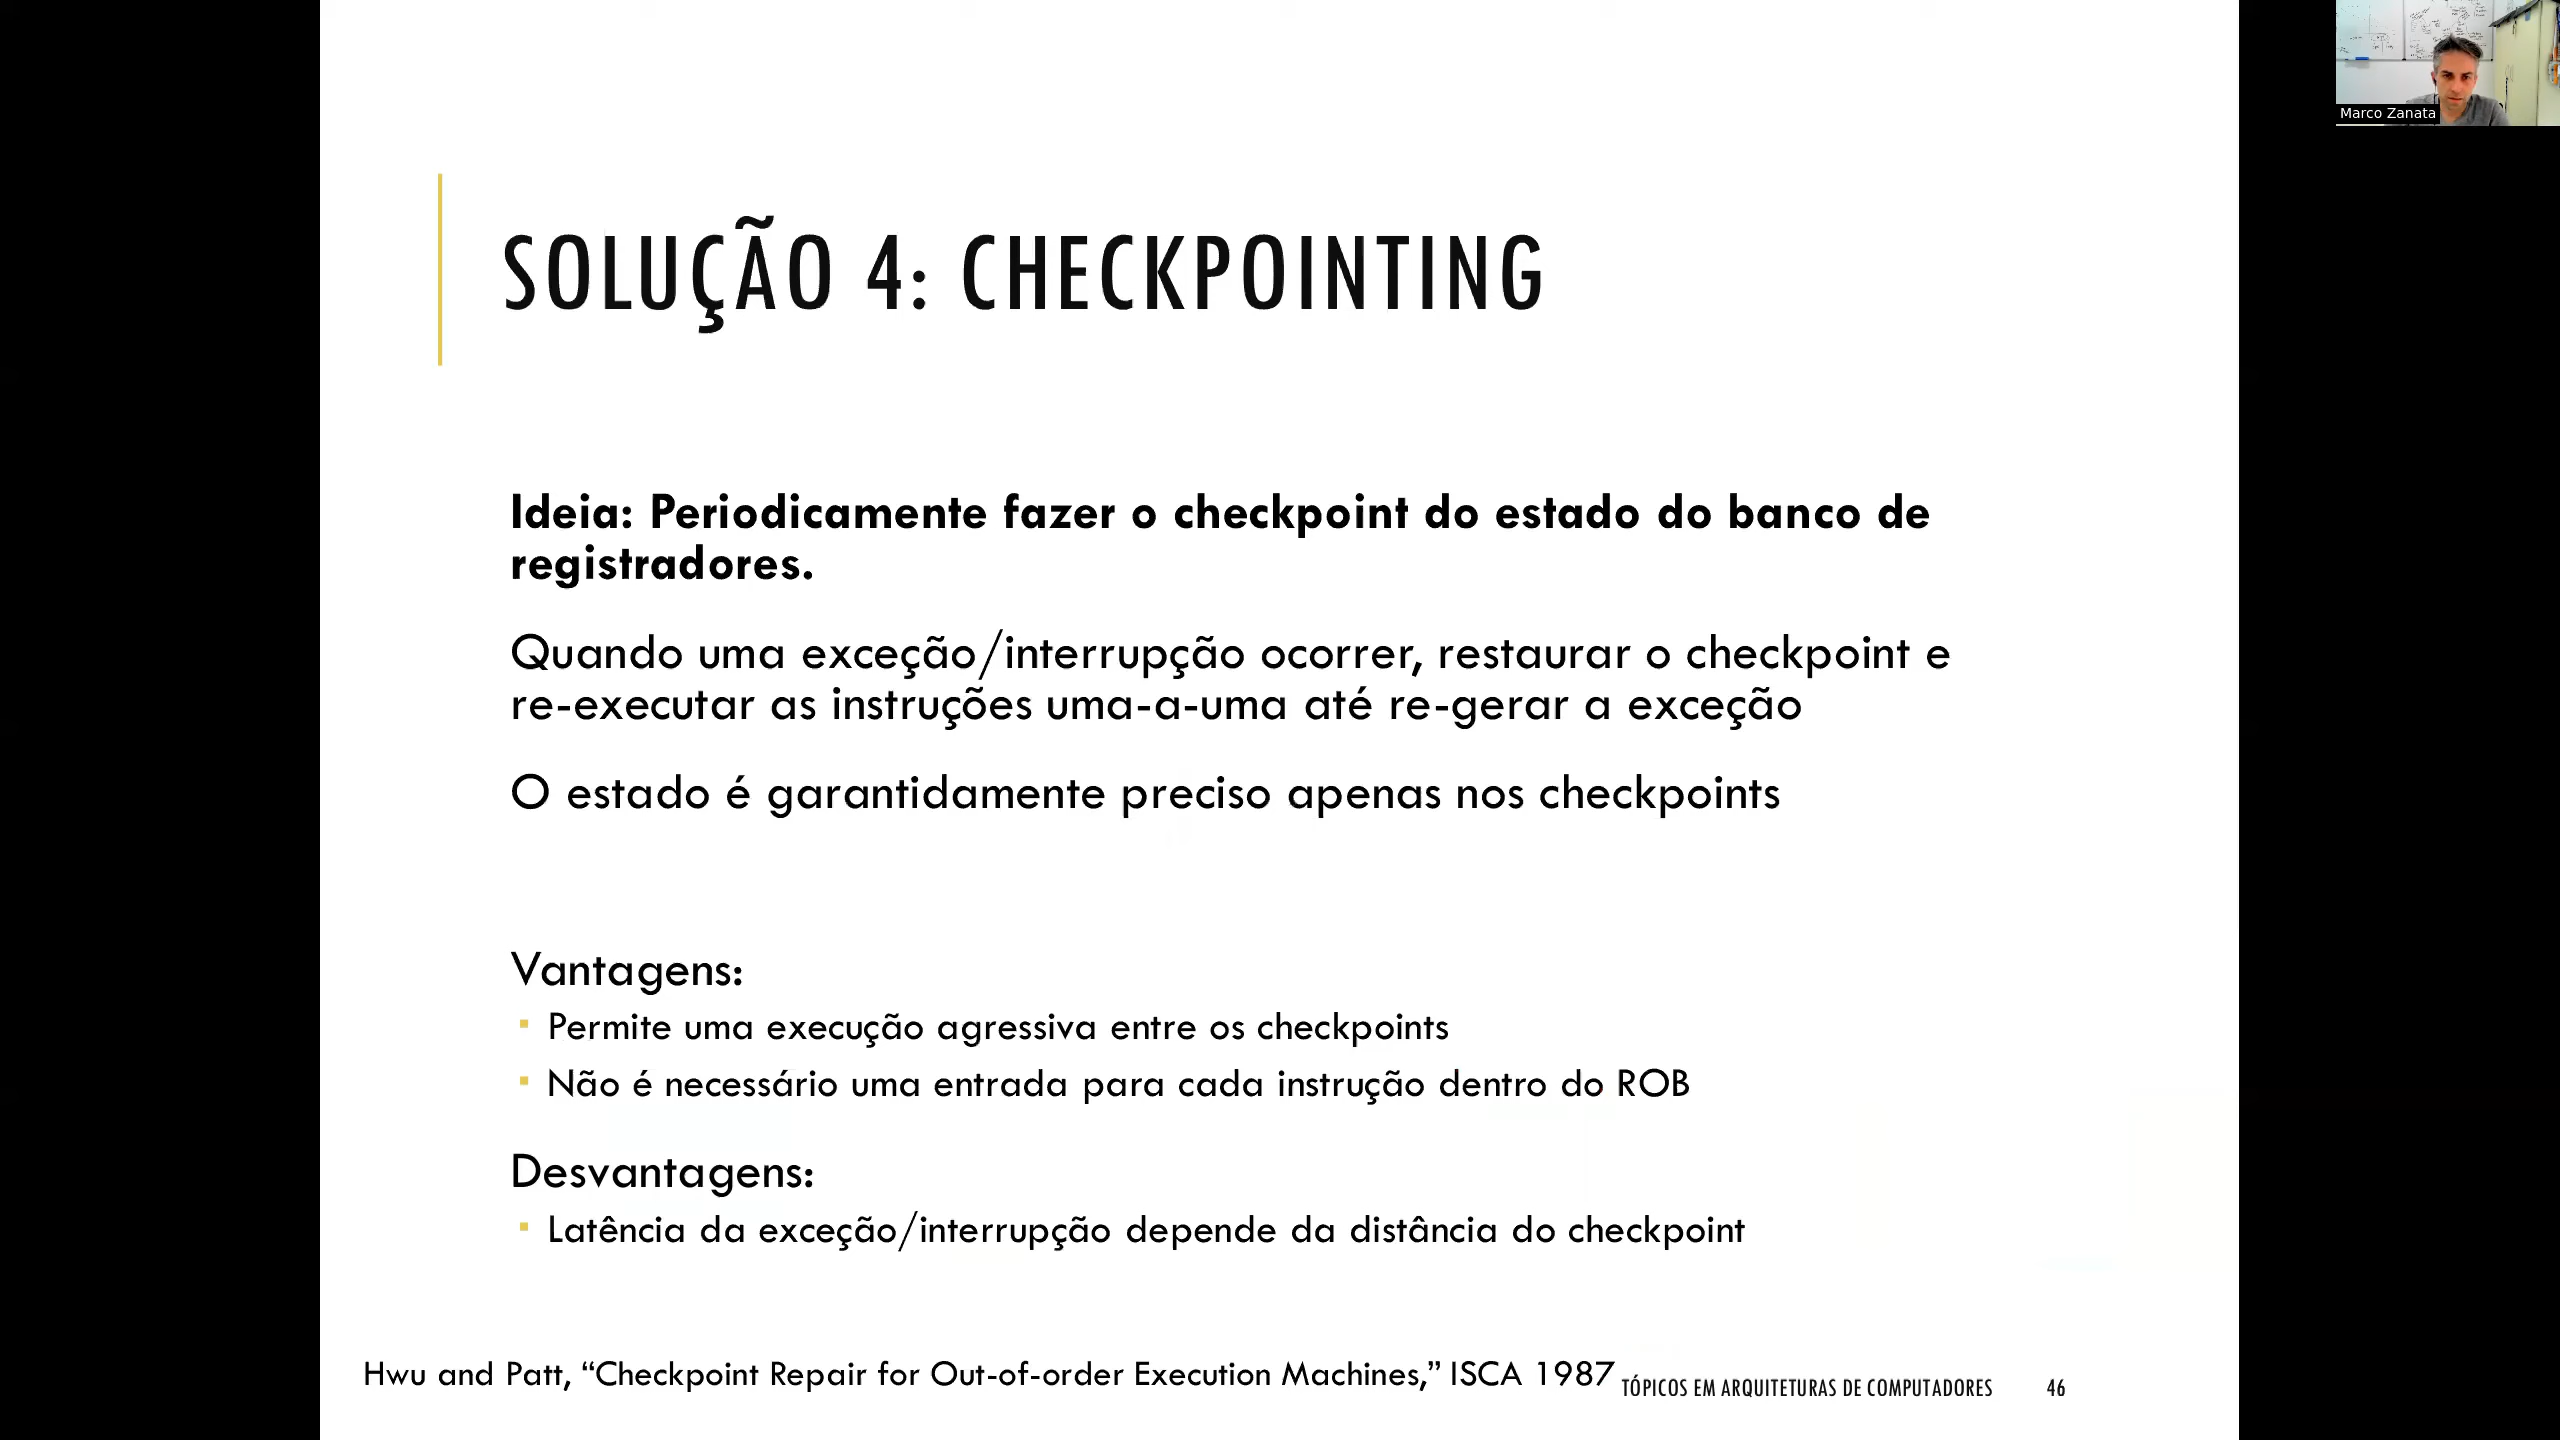 Marco Zanata
SOLUÇÃO 4: CHECKPOINTING
Ideia: Periodicamente fazer o checkpoint do estado do banco de
registradores.
Quando uma exceção/interrupção ocorrer, restaurar o checkpoint e
re-executar as instruções uma-a-uma até re-gerar a exceção
O estado é garantidamente preciso apenas nos checkpoints
Vantagens:
▪ Permite uma execução agressiva entre os checkpoints
▪ Não é necessário uma entrada para cada instrução dentro do ROB
Desvantagens:
▪ Latência da exceção/interrupção depende da distância do checkpoint
Hwu and Patt, “Checkpoint Repair for Out-of-order Execution Machines,” ISCA 1987
TÓPICOS EM ARQUITETURAS DE COMPUTADORES 46